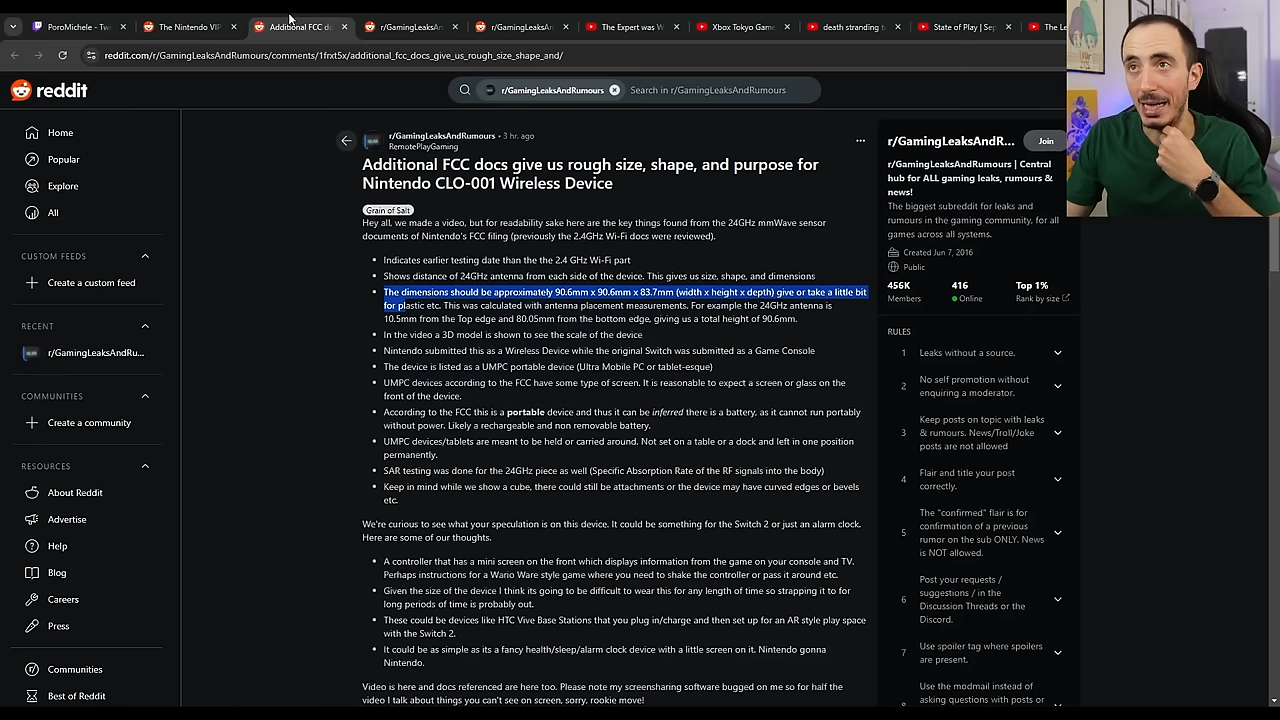 PoroMichele - Tw
The Nintendo VI
Additional FCC do
r/GamingLeaksAn
r/GamingLeaksAn
The Expert was W
Xbox Tokyo Game
death stranding t
State of Play | Sep
The Le
reddit.com/r/GamingLeaksAndRumours/comments/1frxt5x/additional_fcc_docs_give_us_rough_size_shape_and/
reddit
r/GamingLeaksAndRumours
Search in r/GamingLeaksAndRumours
Home
Popular
Explore
All
CUSTOM FEEDS
Create a custom feed
RECENT
r/GamingLeaksAndRu...
COMMUNITIES
Create a community
RESOURCES
About Reddit
Advertise
Help
Blog
Careers
Press
Communities
Best of Reddit
r/GamingLeaksAndRumours • 3 hr. ago
RemotePlayGaming
Additional FCC docs give us rough size, shape, and purpose for
Nintendo CLO-001 Wireless Device
Grain of Salt
Hey all, we made a video, but for readability sake here are the key things found from the 24GHz mmWave sensor
documents of Nintendo's FCC filing (previously the 2.4GHz Wi-Fi docs were reviewed).
• Indicates earlier testing date than the the 2.4 GHz Wi-Fi part
• Shows distance of 24GHz antenna from each side of the device. This gives us size, shape, and dimensions
• The dimensions should be approximately 90.6mm x 90.6mm x 83.7mm (width x height x depth) give or take a little bit
for plastic etc. This was calculated with antenna placement measurements. For example the 24GHz antenna is
10.5mm from the Top edge and 80.05mm from the bottom edge, giving us a total height of 90.6mm.
• In the video a 3D model is shown to see the scale of the device
• Nintendo submitted this as a Wireless Device while the original Switch was submitted as a Game Console
• The device is listed as a UMPC portable device (Ultra Mobile PC or tablet-esque)
• UMPC devices according to the FCC have some type of screen. It is reasonable to expect a screen or glass on the
front of the device.
• According to the FCC this is a portable device and thus it can be inferred there is a battery, as it cannot run portably
without power. Likely a rechargeable and non removable battery.
• UMPC devices/tablets are meant to be held or carried around. Not set on a table or a dock and left in one position
permanently.
• SAR testing was done for the 24GHz piece as well (Specific Absorption Rate of the RF signals into the body)
• Keep in mind while we show a cube, there could still be attachments or the device may have curved edges or bevels
etc.
We're curious to see what your speculation is on this device. It could be something for the Switch 2 or just an alarm clock.
Here are some of our thoughts.
• A controller that has a mini screen on the front which displays information from the game on your console and TV.
Perhaps instructions for a Wario Ware style game where you need to shake the controller or pass it around etc.
• Given the size of the device I think its going to be difficult to wear this for any length of time so strapping it to for
long periods of time is probably out.
• These could be devices like HTC Vive Base Stations that you plug in/charge and then set up for an AR style play space
with the Switch 2.
• It could be as simple as its a fancy health/sleep/alarm clock device with a little screen on it. Nintendo gonna
Nintendo.
Video is here and docs referenced are here too. Please note my screensharing software bugged on me so for half the
video I talk about things you can't see on screen, sorry, rookie move!
r/GamingLeaksAndR...
Join
r/GamingLeaksAndRumours | Central
hub for ALL gaming leaks, rumours &
news!
The biggest subreddit for leaks and
rumours in the gaming community, for all
games across all systems.
Created Jun 7, 2016
Public
456K
416
Top 1%
Members
Online
Rank by size
RULES
1 Leaks without a source.
2 No self promotion without
enquiring a moderator.
3 Keep posts on topic with leaks
& rumours. News/Troll/Joke
posts are not allowed
4 Flair and title your post
correctly.
5 The "confirmed" flair is for
confirmation of a previous
rumor on the sub ONLY. News
is NOT allowed.
6 Post your requests /
suggestions / in the
Discussion Threads or the
Discord.
7 Use spoiler tag where spoilers
are present.
8 Use the modmail instead of
asking questions with posts or